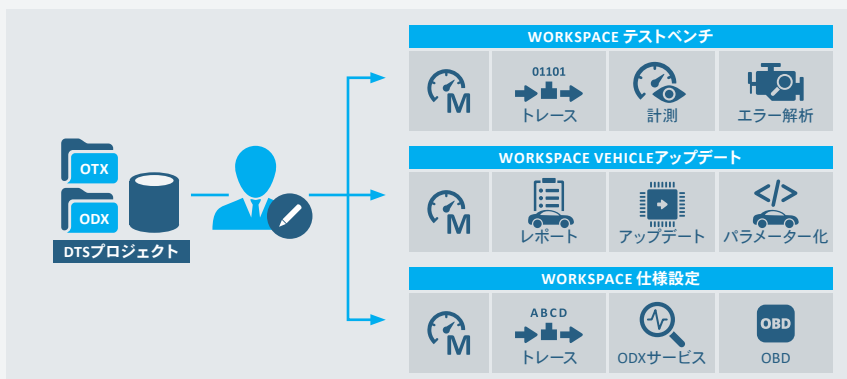 OTX
ODX
DTSプロジェクト
WORKSPACE テストベンチ
M
01101
トレース
計測
エラー解析
WORKSPACE VEHICLEアップデート
M
レポート
アップデート
パラメーター化
WORKSPACE 仕様設定
M
ABCD
トレース
ODXサービス
OBD
OBD